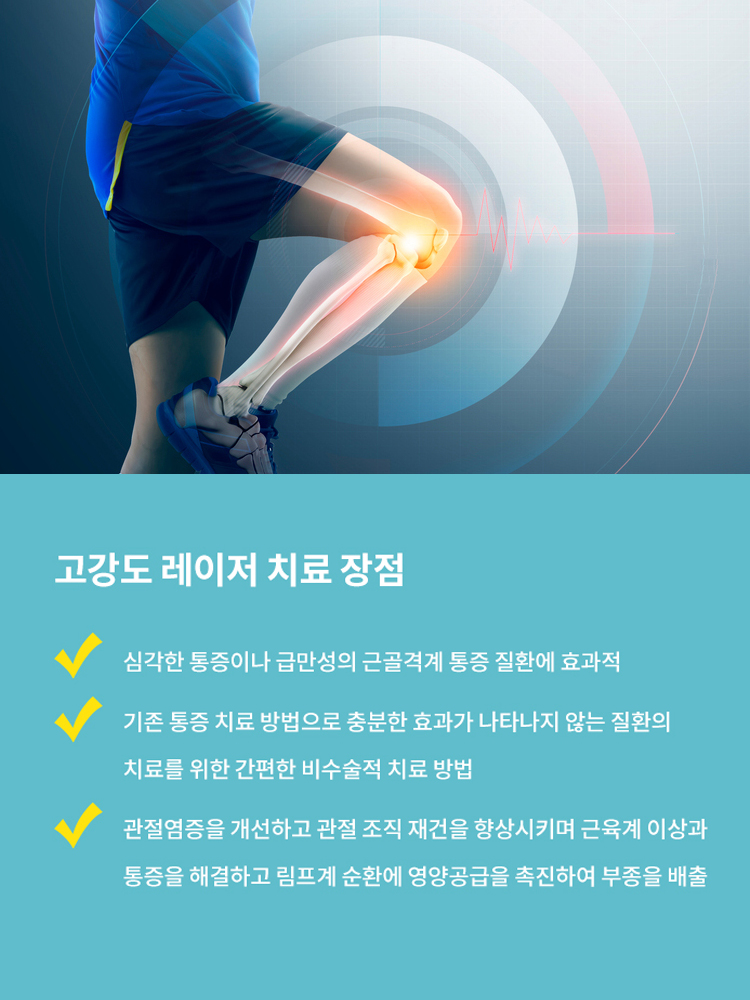 고강도 레이저 치료 장점
심각한 통증이나 급만성의 근골격계 통증 질환에 효과적
기존 통증 치료 방법으로 충분한 효과가 나타나지 않는 질환의
치료를 위한 간편한 비수술적 치료 방법
관절염증을 개선하고 관절 조직 재건을 향상시키며 근육계 이상과
통증을 해결하고 림프계 순환에 영양공급을 촉진하여 부종을 배출